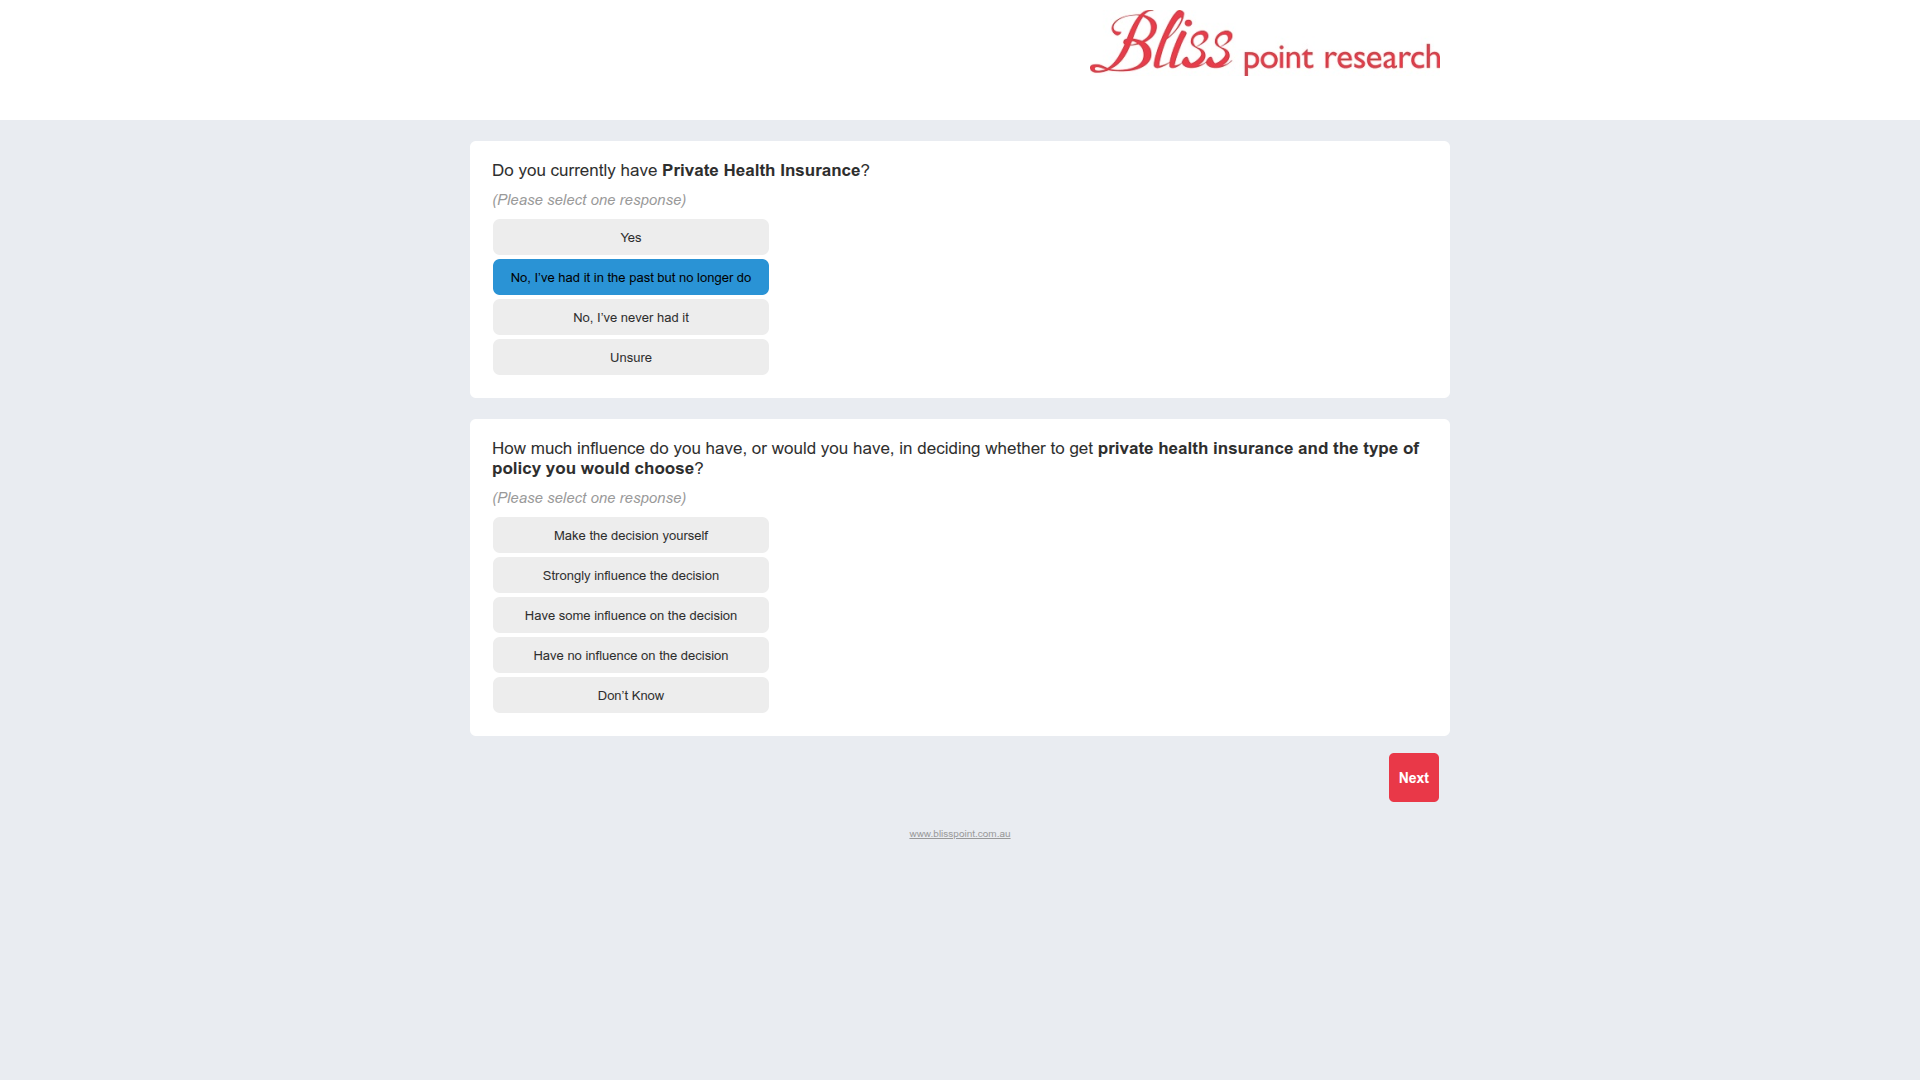 Bliss point research
Do you currently have Private Health Insurance?
(Please select one response)
Yes
No, I’ve had it in the past but no longer do
No, I’ve never had it
Unsure
How much influence do you have, or would you have, in deciding whether to get private health insurance and the type of
policy you would choose?
(Please select one response)
Make the decision yourself
Strongly influence the decision
Have some influence on the decision
Have no influence on the decision
Don’t Know
Next
www.blisspoint.com.au